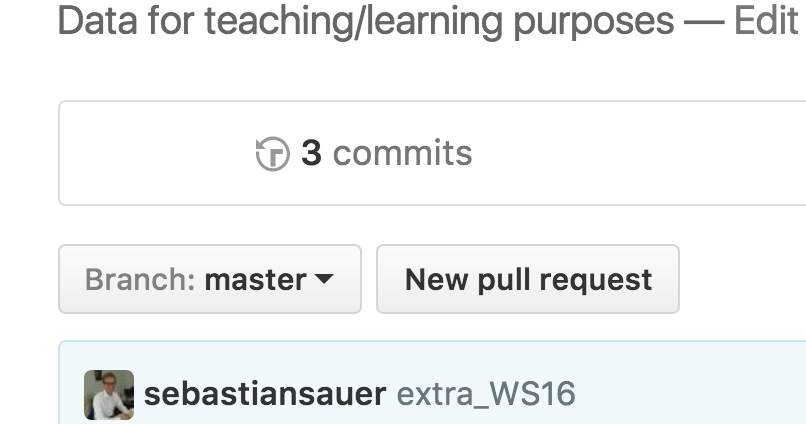 Data for teaching/learning purposes — Edit
3 commits
Branch: master New pull request
sebastiansauer extra_WS16